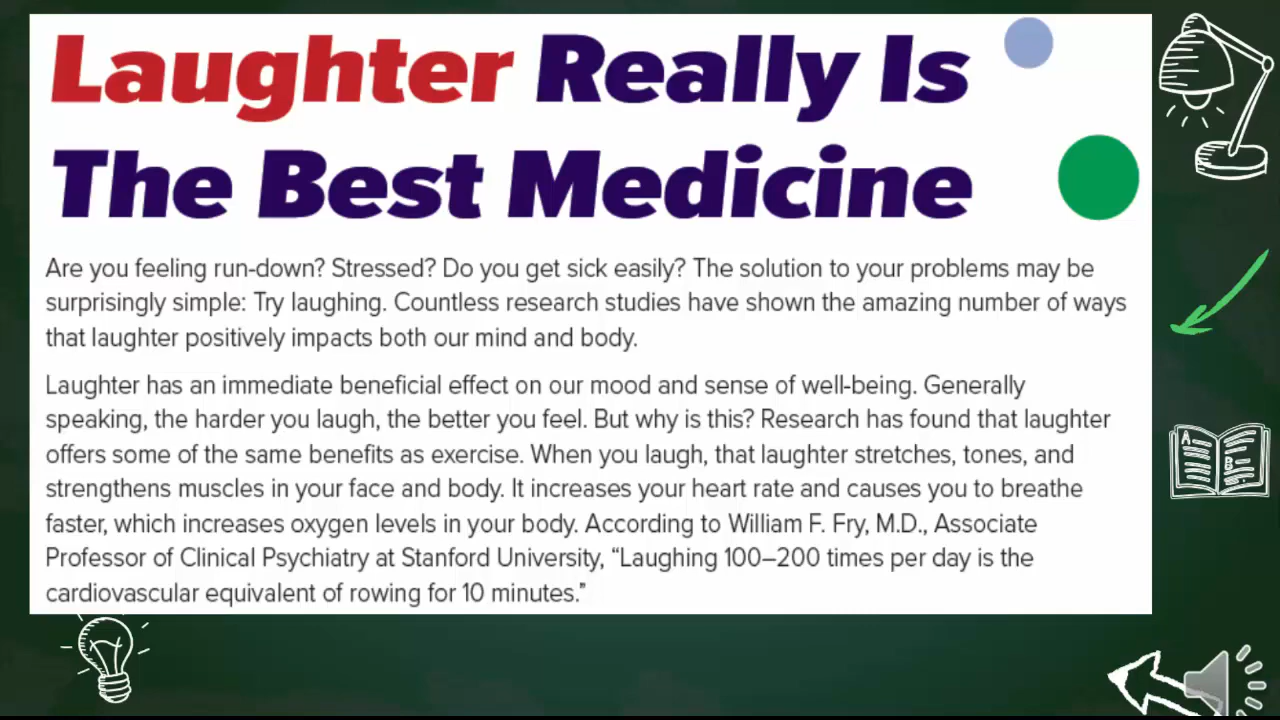 Laughter Really Is
The Best Medicine
Are you feeling run-down? Stressed? Do you get sick easily? The solution to your problems may be
surprisingly simple: Try laughing. Countless research studies have shown the amazing number of ways
that laughter positively impacts both our mind and body.
Laughter has an immediate beneficial effect on our mood and sense of well-being. Generally
speaking, the harder you laugh, the better you feel. But why is this? Research has found that laughter
offers some of the same benefits as exercise. When you laugh, that laughter stretches, tones, and
strengthens muscles in your face and body. It increases your heart rate and causes you to breathe
faster, which increases oxygen levels in your body. According to William F. Fry, M.D., Associate
Professor of Clinical Psychiatry at Stanford University, “Laughing 100–200 times per day is the
cardiovascular equivalent of rowing for 10 minutes.”
A